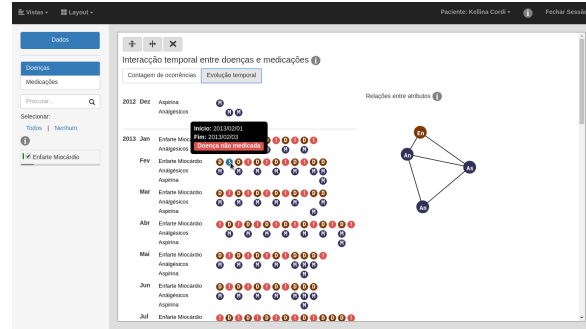 Vistas Layout Paciente: Kellina Cordi Fechar Sessão
Dados
Doenças
Medicações
Procurar...
Selecionar:
Todos | Nenhum
Enfarte Miocárdio
Interacção temporal entre doenças e medicações
Contagem de ocorrências Evolução temporal
Relações entre atributos
2012 Dez Aspirina M
Analgésicos M M
Início: 2013/02/01
Fim: 2013/02/03
Doença não medicada
2013 Jan Enfarte Miocárdio
Analgésicos
Fev Enfarte Miocárdio
Analgésicos
Aspirina
Mar Enfarte Miocárdio
Analgésicos
Aspirina
Abr Enfarte Miocárdio
Analgésicos
Aspirina
Mai Enfarte Miocárdio
Analgésicos
Aspirina
Jun Enfarte Miocárdio
Analgésicos
Aspirina
Jul Enfarte Miocárdio
En
An
As
An